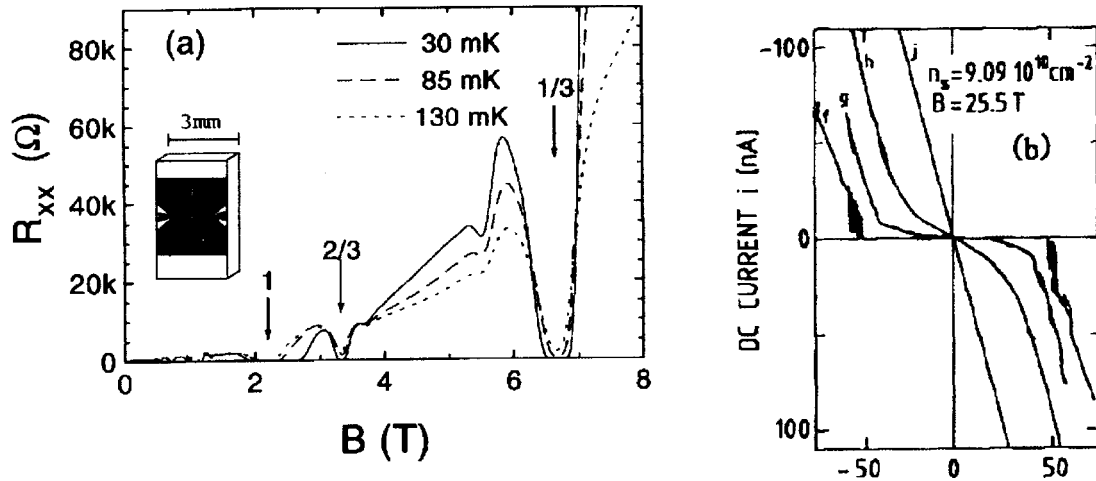 80k
60k
40k
20k
0
R_xx (Ω)
(a)
30 mK
85 mK
130 mK
3mm
1
2/3
1/3
0 2 4 6 8
B (T)
-100
0
100
DC CURRENT i (nA)
f g h j
n_s=9.09 10^10 cm^-2
B=25.5 T
(b)
-50 0 50